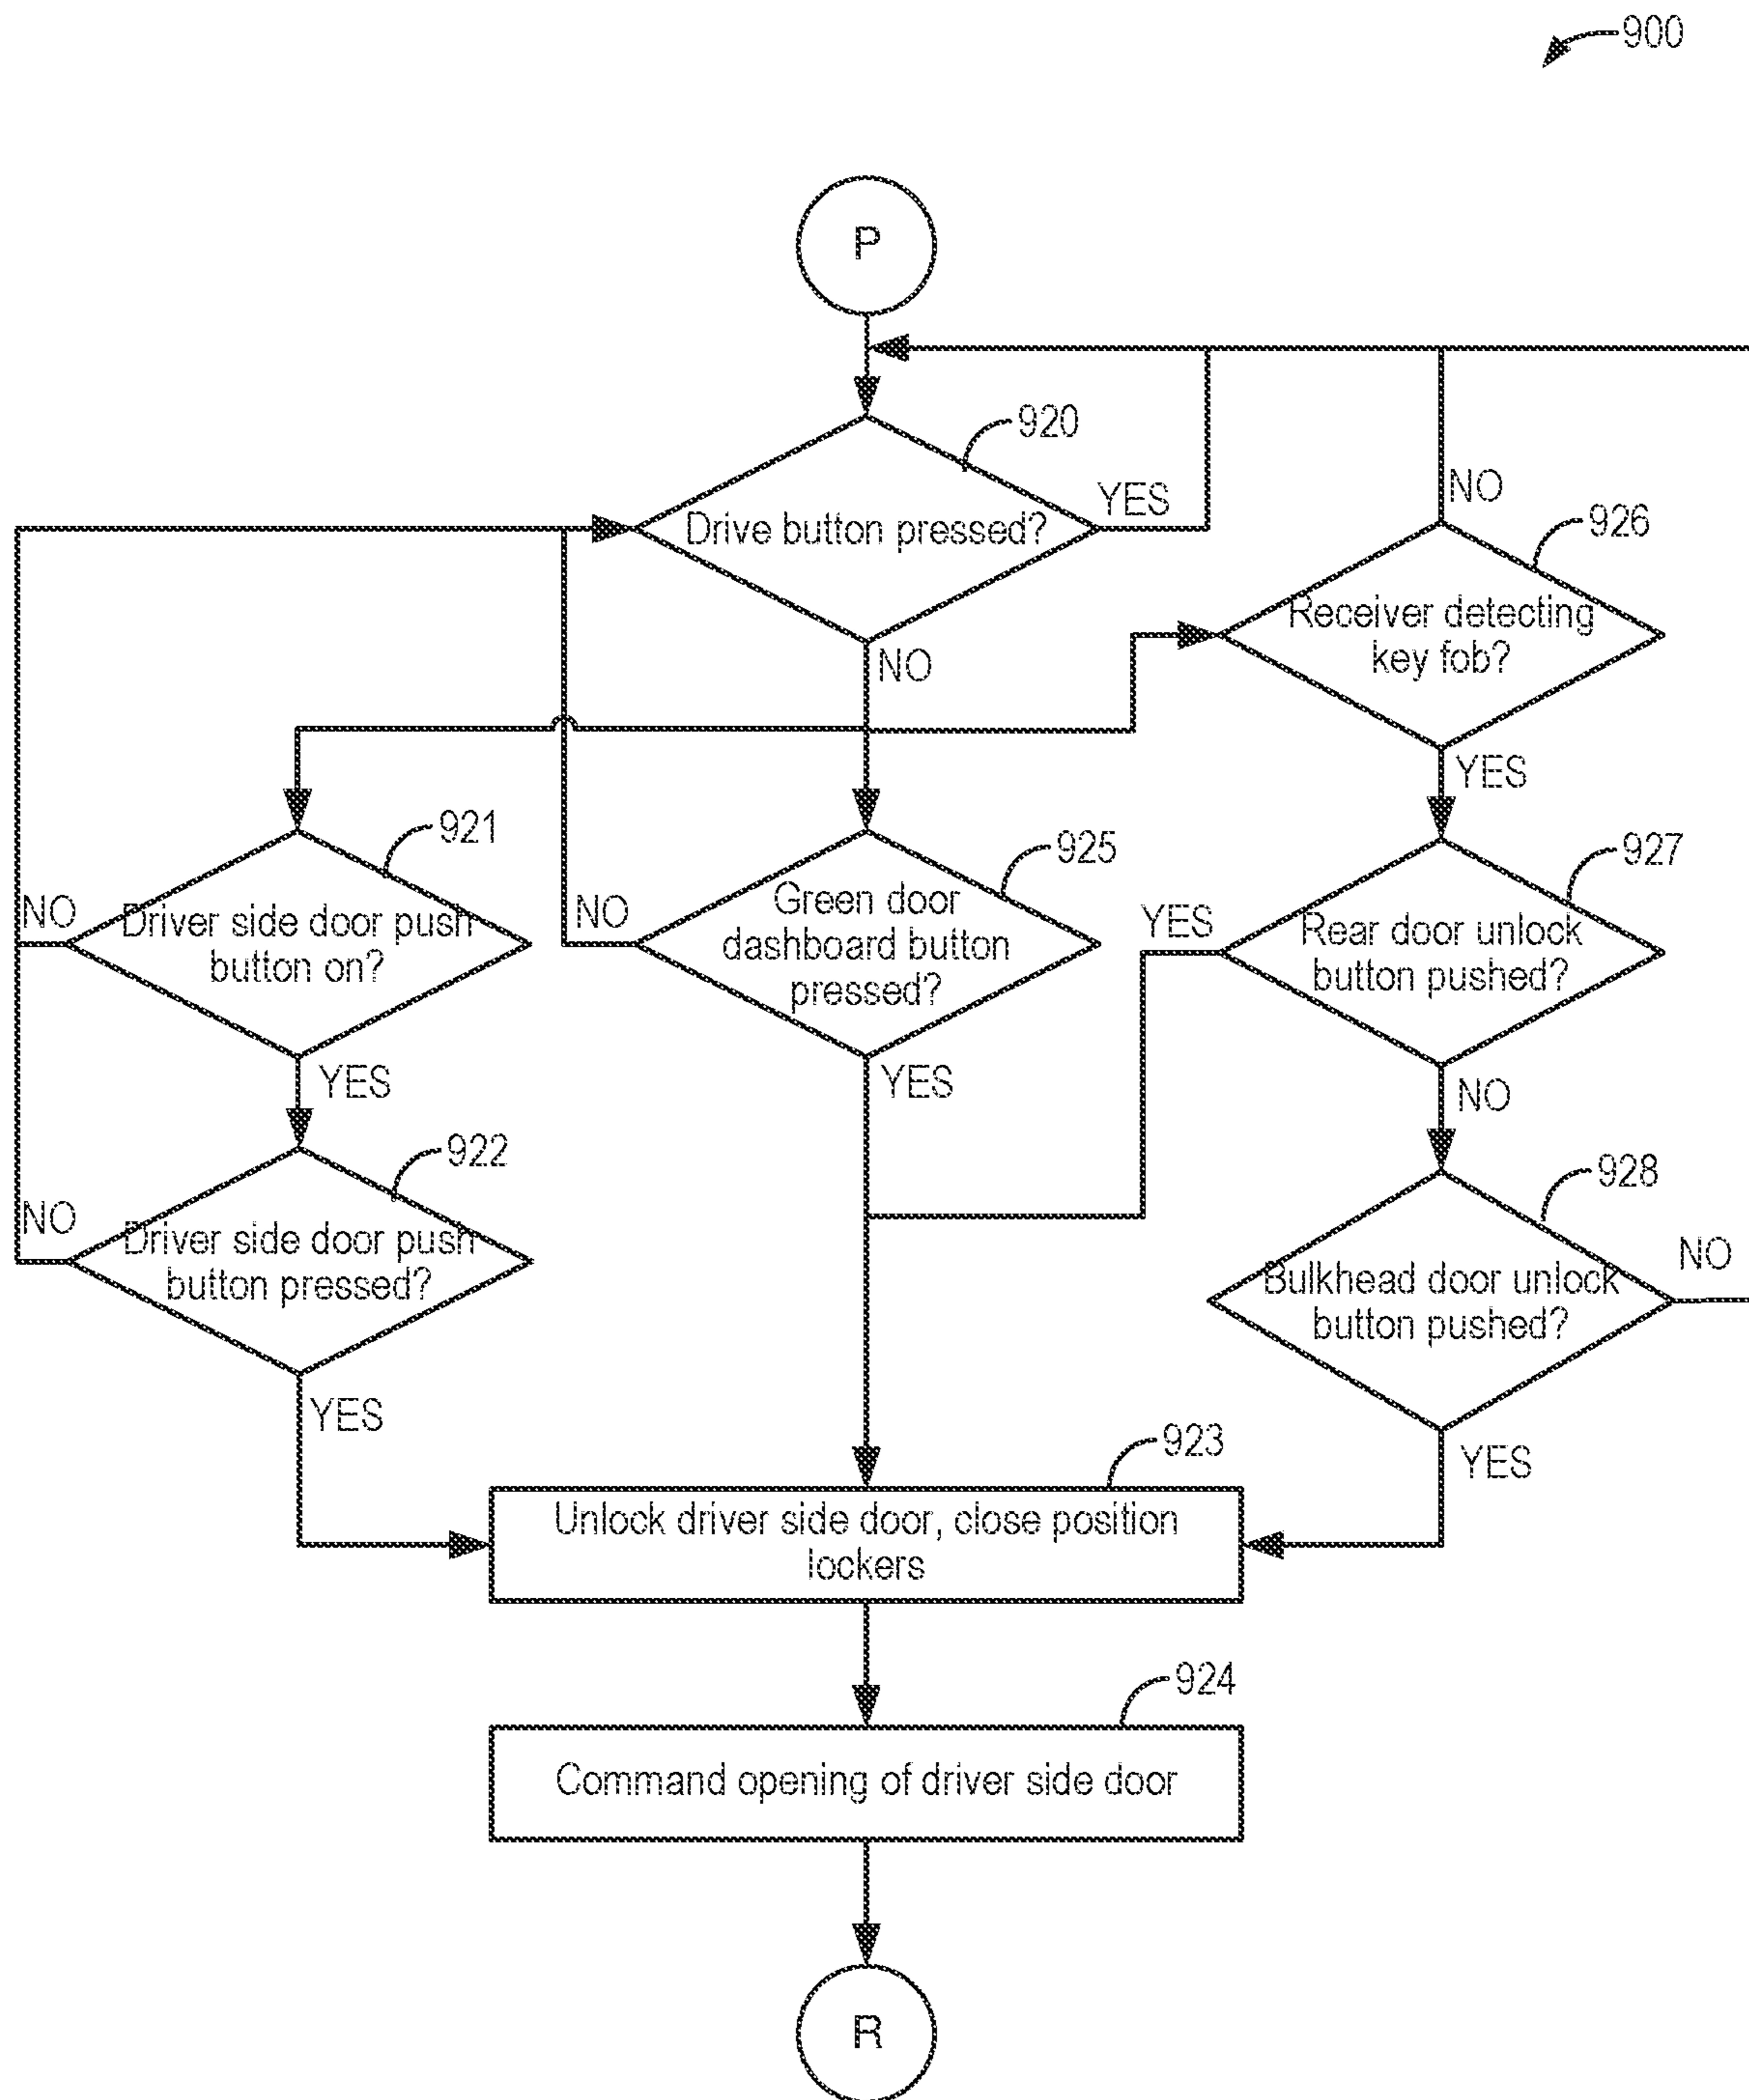 900
P
920
Drive button pressed?
YES
NO
NO
926
Receiver detecting
key fob?
YES
921
Driver side door push
button on?
NO
YES
925
Green door
dashboard button
pressed?
NO
YES
927
Rear door unlock
button pushed?
YES
NO
922
Driver side door push
button pressed?
NO
YES
928
Bulkhead door unlock
button pushed?
NO
YES
923
Unlock driver side door, close position
lockers
924
Command opening of driver side door
R